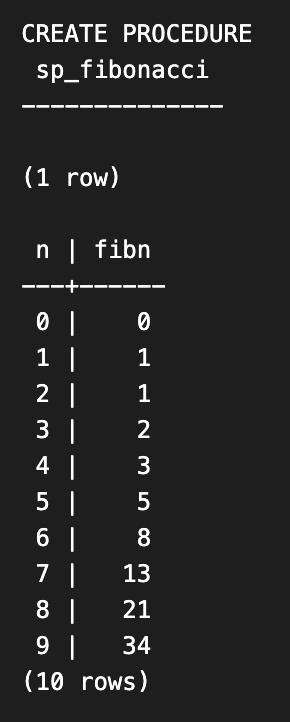 CREATE PROCEDURE
 sp_fibonacci
--------------

(1 row)

 n | fibn
---+------
 0 |    0
 1 |    1
 2 |    1
 3 |    2
 4 |    3
 5 |    5
 6 |    8
 7 |   13
 8 |   21
 9 |   34
(10 rows)